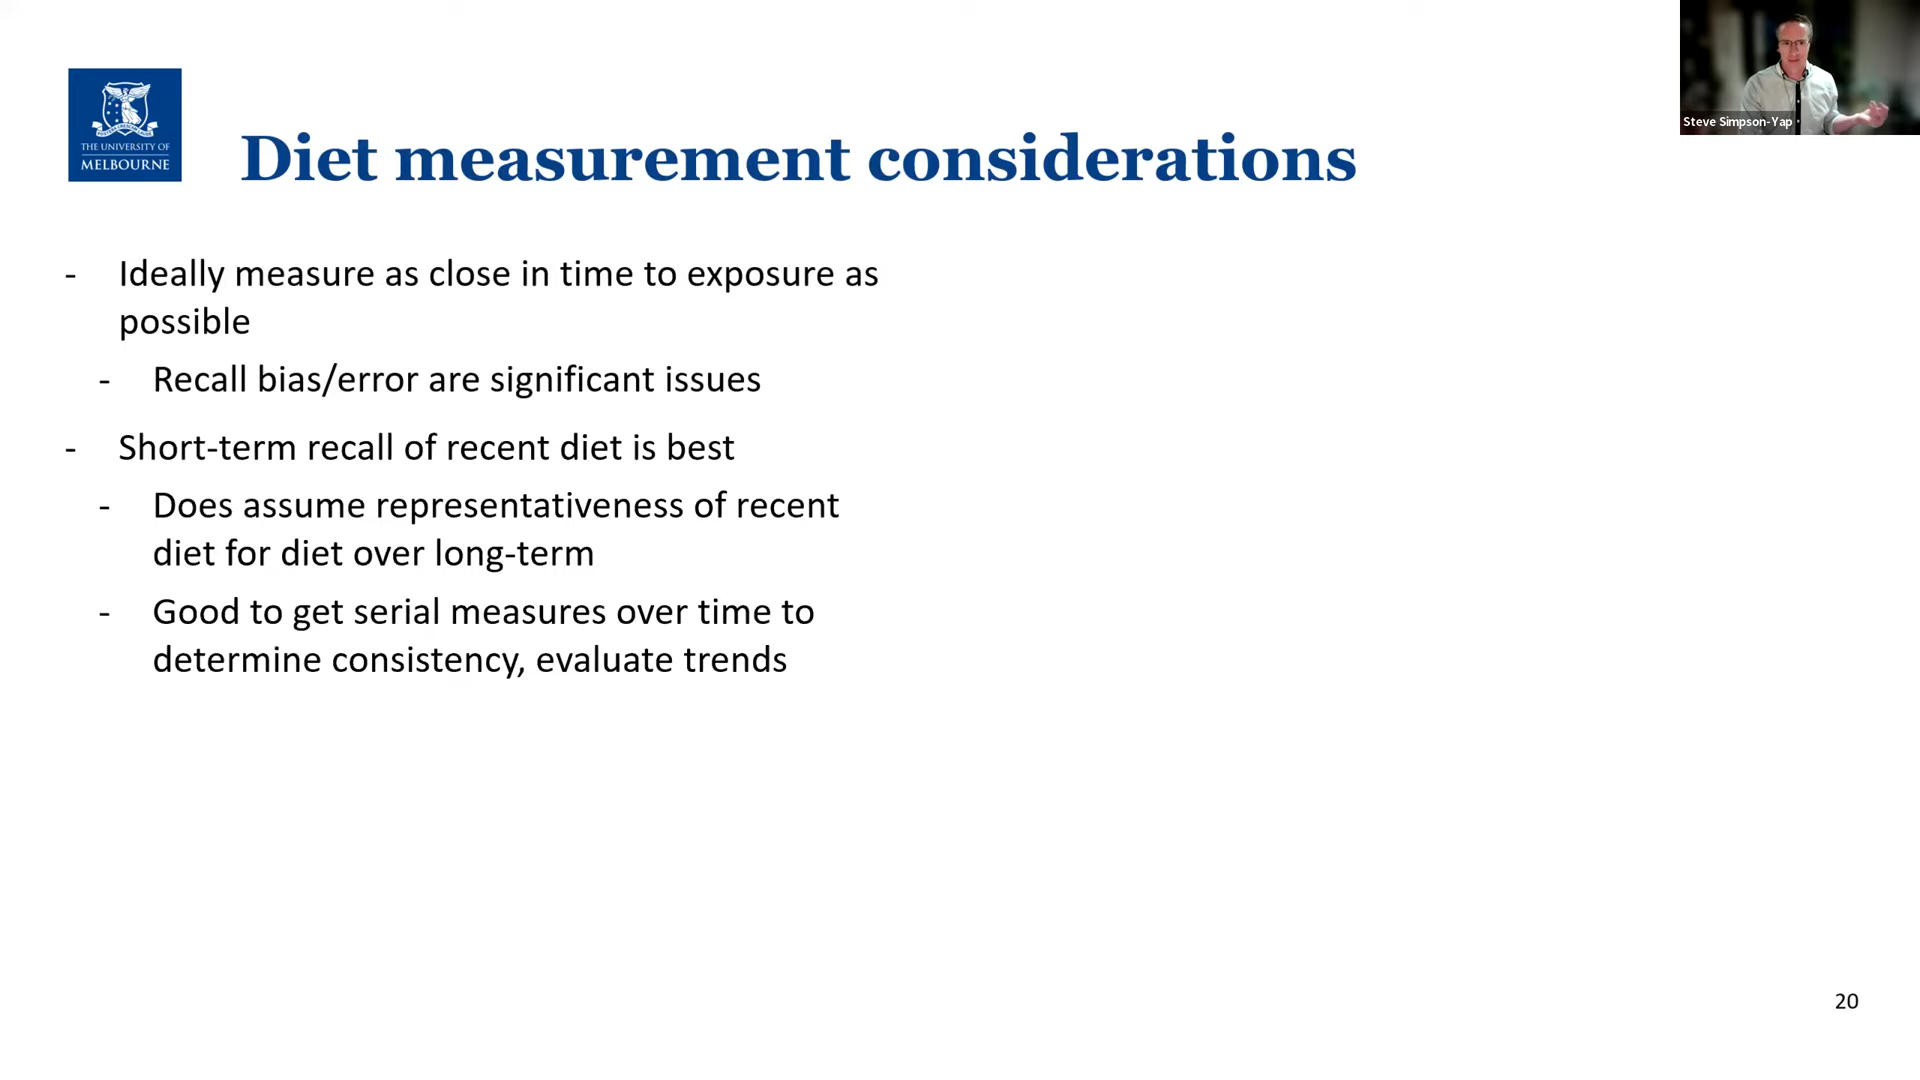 Steve Simpson-Yap
THE UNIVERSITY OF
MELBOURNE
Diet measurement considerations
- Ideally measure as close in time to exposure as
possible
- Recall bias/error are significant issues
- Short-term recall of recent diet is best
- Does assume representativeness of recent
diet for diet over long-term
- Good to get serial measures over time to
determine consistency, evaluate trends
20